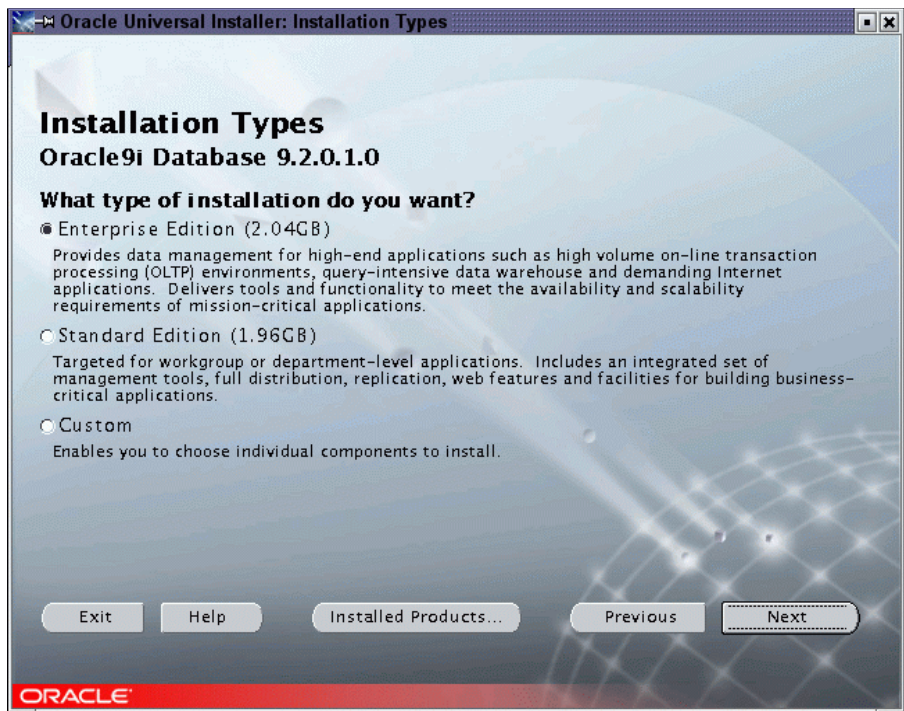 Oracle Universal Installer: Installation Types
Installation Types
Oracle9i Database 9.2.0.1.0
What type of installation do you want?
Enterprise Edition (2.04GB)
Provides data management for high-end applications such as high volume on-line transaction
processing (OLTP) environments, query-intensive data warehouse and demanding Internet
applications. Delivers tools and functionality to meet the availability and scalability
requirements of mission-critical applications.
Standard Edition (1.96GB)
Targeted for workgroup or department-level applications. Includes an integrated set of
management tools, full distribution, replication, web features and facilities for building business-
critical applications.
Custom
Enables you to choose individual components to install.
Exit Help Installed Products... Previous Next
ORACLE